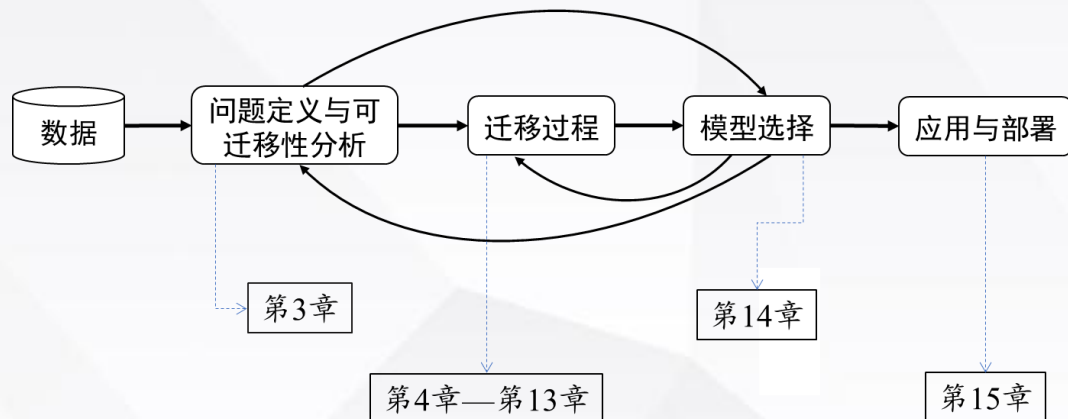 数据
问题定义与可
迁移性分析
迁移过程
模型选择
应用与部署
第3章
第14章
第4章—第13章
第15章